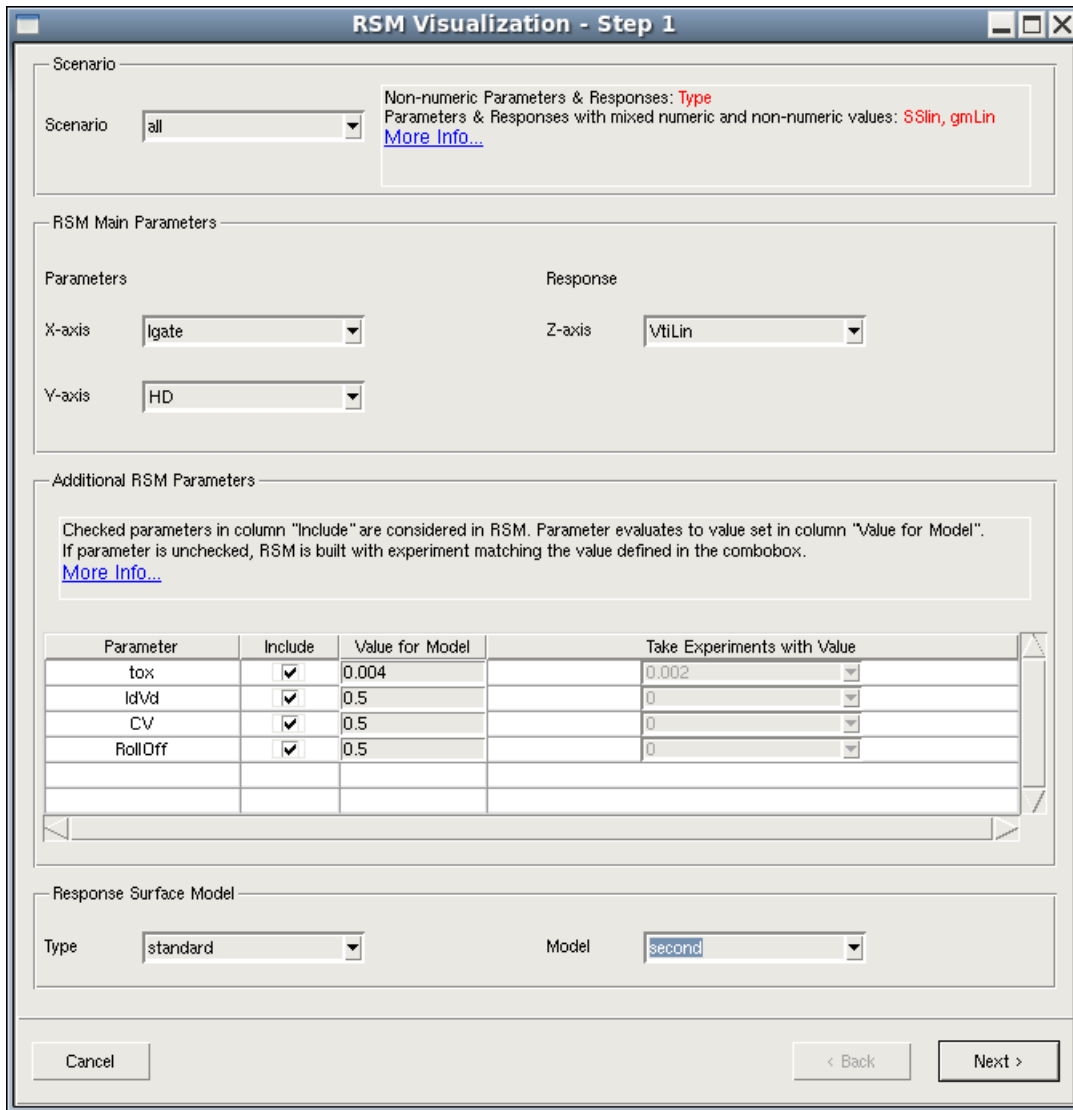 RSM Visualization - Step 1
Scenario
Scenario
all
Non-numeric Parameters & Responses: Type
Parameters & Responses with mixed numeric and non-numeric values: SSlin, gmLin
More Info...
RSM Main Parameters
Parameters
Response
X-axis
lgate
Z-axis
VtiLin
Y-axis
HD
Additional RSM Parameters
Checked parameters in column "Include" are considered in RSM. Parameter evaluates to value set in column "Value for Model".
If parameter is unchecked, RSM is built with experiment matching the value defined in the combobox.
More Info...
Parameter Include Value for Model Take Experiments with Value
tox 0.004 0.002
IdVd 0.5 0
CV 0.5 0
RollOff 0.5 0
Response Surface Model
Type
standard
Model
second
Cancel
< Back
Next >